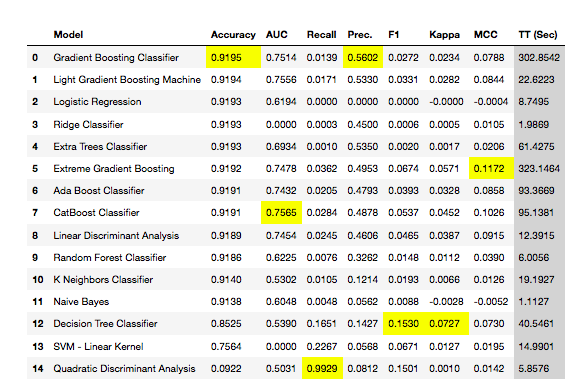 Model Accuracy AUC Recall Prec. F1 Kappa MCC TT (Sec)
0 Gradient Boosting Classifier 0.9195 0.7514 0.0139 0.5602 0.0272 0.0234 0.0788 302.8542
1 Light Gradient Boosting Machine 0.9194 0.7556 0.0171 0.5330 0.0331 0.0282 0.0844 22.6223
2 Logistic Regression 0.9193 0.6194 0.0000 0.0000 0.0000 -0.0000 -0.0004 8.7495
3 Ridge Classifier 0.9193 0.0000 0.0003 0.4500 0.0006 0.0005 0.0105 1.9869
4 Extra Trees Classifier 0.9193 0.6934 0.0010 0.5350 0.0020 0.0017 0.0206 61.4275
5 Extreme Gradient Boosting 0.9192 0.7478 0.0362 0.4953 0.0674 0.0571 0.1172 323.1464
6 Ada Boost Classifier 0.9191 0.7432 0.0205 0.4793 0.0393 0.0328 0.0858 93.3669
7 CatBoost Classifier 0.9191 0.7565 0.0284 0.4878 0.0537 0.0452 0.1026 95.1381
8 Linear Discriminant Analysis 0.9189 0.7454 0.0245 0.4606 0.0465 0.0387 0.0915 12.3915
9 Random Forest Classifier 0.9186 0.6225 0.0076 0.3262 0.0148 0.0112 0.0390 6.0056
10 K Neighbors Classifier 0.9140 0.5302 0.0105 0.1214 0.0193 0.0066 0.0126 19.1927
11 Naive Bayes 0.9138 0.6048 0.0048 0.0562 0.0088 -0.0028 -0.0052 1.1127
12 Decision Tree Classifier 0.8525 0.5390 0.1651 0.1427 0.1530 0.0727 0.0730 40.5461
13 SVM - Linear Kernel 0.7564 0.0000 0.2267 0.0568 0.0671 0.0127 0.0195 14.9901
14 Quadratic Discriminant Analysis 0.0922 0.5031 0.9929 0.0812 0.1501 0.0010 0.0142 5.8576